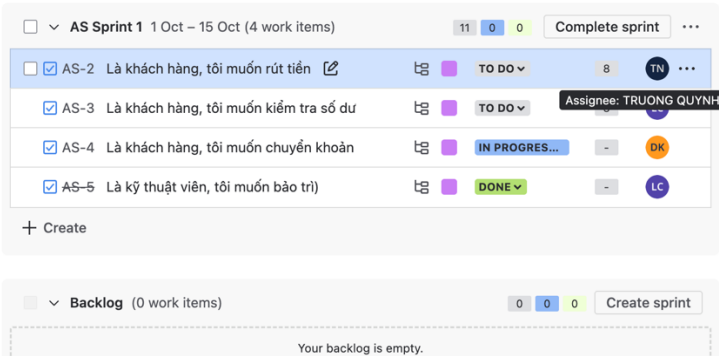 AS Sprint 1 1 Oct – 15 Oct (4 work items) 11 0 0 Complete sprint
AS-2 Là khách hàng, tôi muốn rút tiền TO DO 8 TN
Assignee: TRUONG QUYNH
AS-3 Là khách hàng, tôi muốn kiểm tra số dư TO DO
AS-4 Là khách hàng, tôi muốn chuyển khoản IN PROGRES... - DK
AS-5 Là kỹ thuật viên, tôi muốn bảo trì) DONE - LC
+ Create
Backlog (0 work items) 0 0 0 Create sprint
Your backlog is empty.